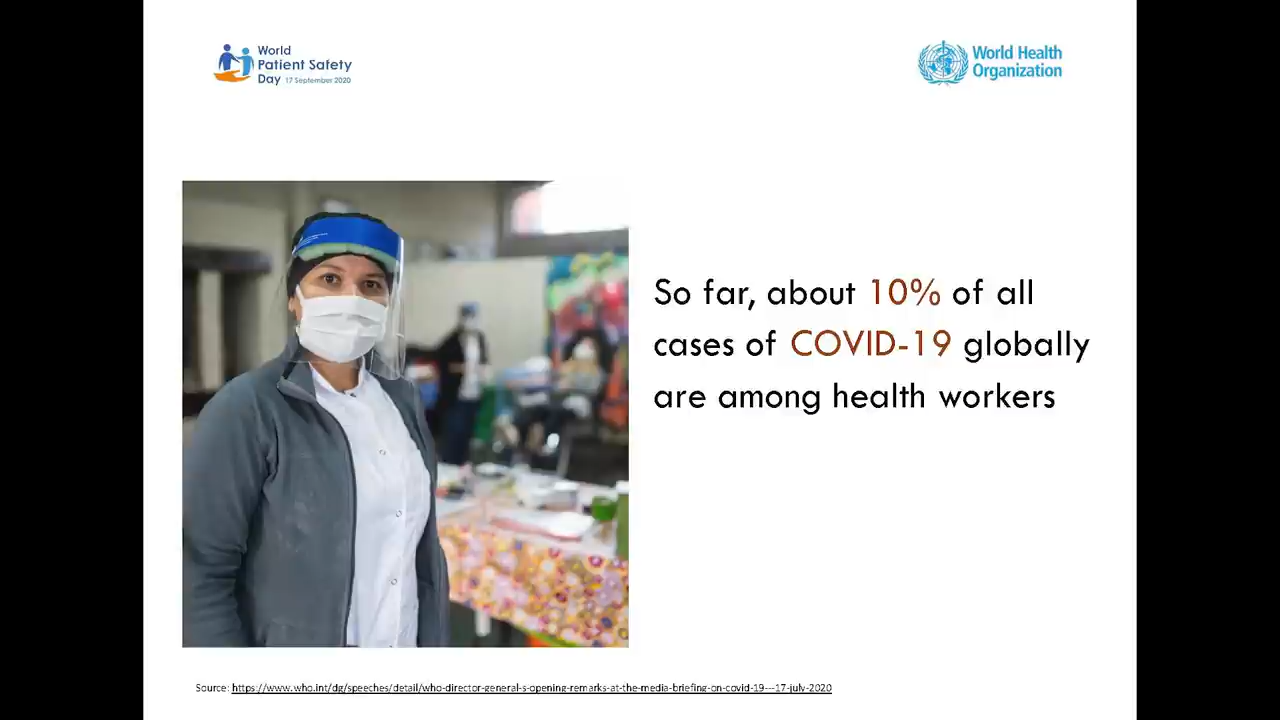 World
Patient Safety
Day 17 September 2020
World Health
Organization
So far, about 10% of all
cases of COVID-19 globally
are among health workers
Source: https://www.who.int/dg/speeches/detail/who-director-general-s-opening-remarks-at-the-media-briefing-on-covid-19---17-july-2020